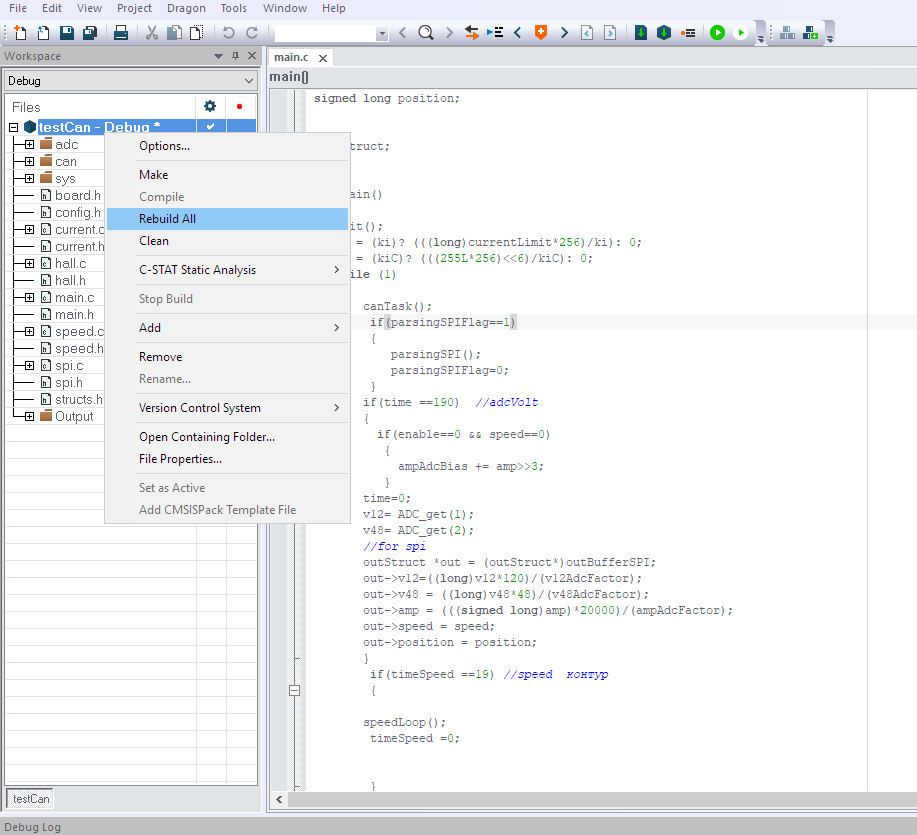 File Edit View Project Dragon Tools Window Help
Workspace
Debug
Files
testCan - Debug *
adc
can
sys
board.h
config.h
current.c
current.h
hall.c
hall.h
main.c
main.h
speed.c
speed.h
spi.c
spi.h
structs.h
Output
testCan
Debug Log
Options...
Make
Compile
Rebuild All
Clean
C-STAT Static Analysis
Stop Build
Add
Remove
Rename...
Version Control System
Open Containing Folder...
File Properties...
Set as Active
Add CMSISPack Template File
main.c
main()
signed long position;
truct;
ain()
it();
= (ki)? (((long)currentLimit*256)/ki): 0;
= (kiC)? (((255L*256)<<6)/kiC): 0;
ile (1)
canTask();
if(parsingSPIFlag==1)
{
parsingSPI();
parsingSPIFlag=0;
}
if(time ==190) //adcVolt
{
if(enable==0 && speed==0)
{
ampAdcBias += amp>>3;
}
time=0;
v12= ADC_get(1);
v48= ADC_get(2);
//for spi
outStruct *out = (outStruct*)outBufferSPI;
out->v12=((long)v12*120)/(v12AdcFactor);
out->v48 = ((long)v48*48)/(v48AdcFactor);
out->amp = (((signed long)amp)*20000)/(ampAdcFactor);
out->speed = speed;
out->position = position;
}
if(timeSpeed ==19) //speed контур
{
speedLoop();
timeSpeed =0;
}